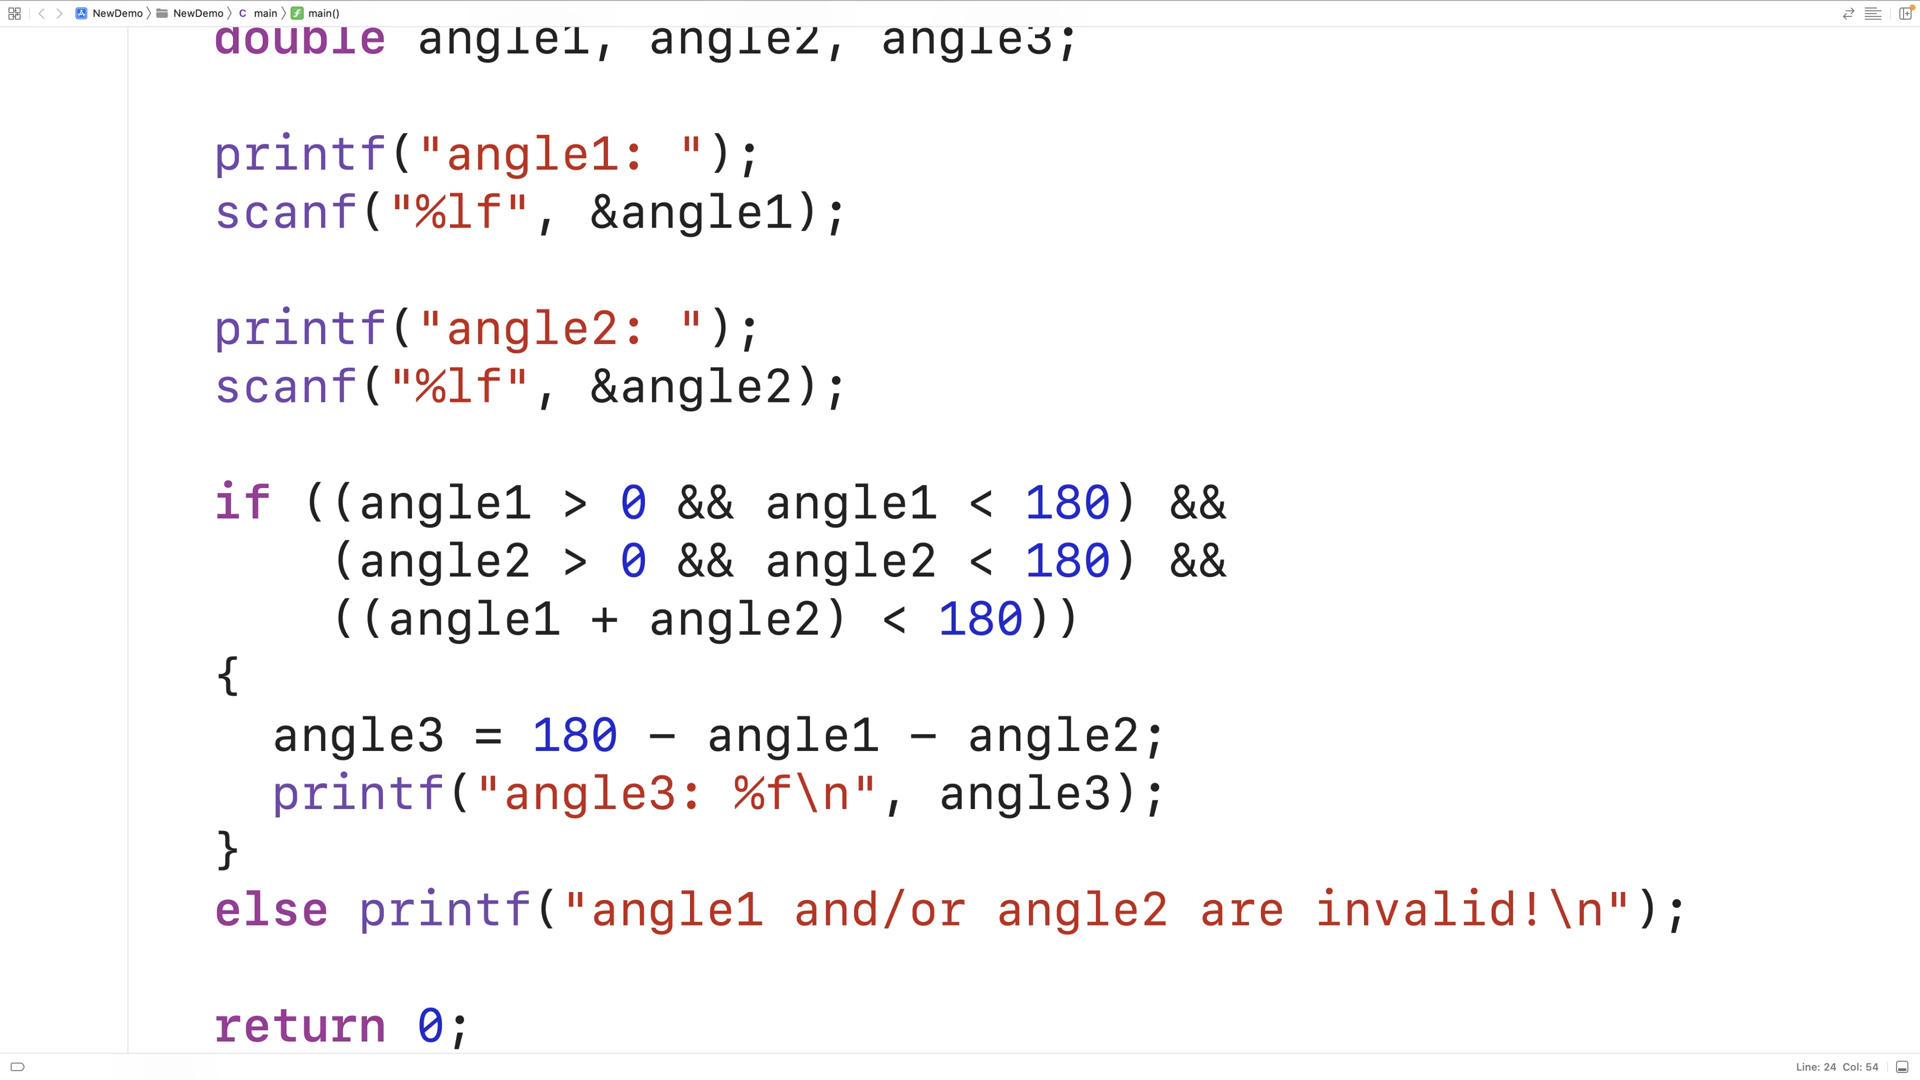 NewDemo 〉 NewDemo 〉 C main 〉 f main()
double angle1, angle2, angle3;
printf("angle1: ");
scanf("%lf", &angle1);
printf("angle2: ");
scanf("%lf", &angle2);
if ((angle1 > 0 && angle1 < 180) &&
(angle2 > 0 && angle2 < 180) &&
((angle1 + angle2) < 180))
{
angle3 = 180 - angle1 - angle2;
printf("angle3: %f\n", angle3);
}
else printf("angle1 and/or angle2 are invalid!\n");
return 0;
Line: 24 Col: 54